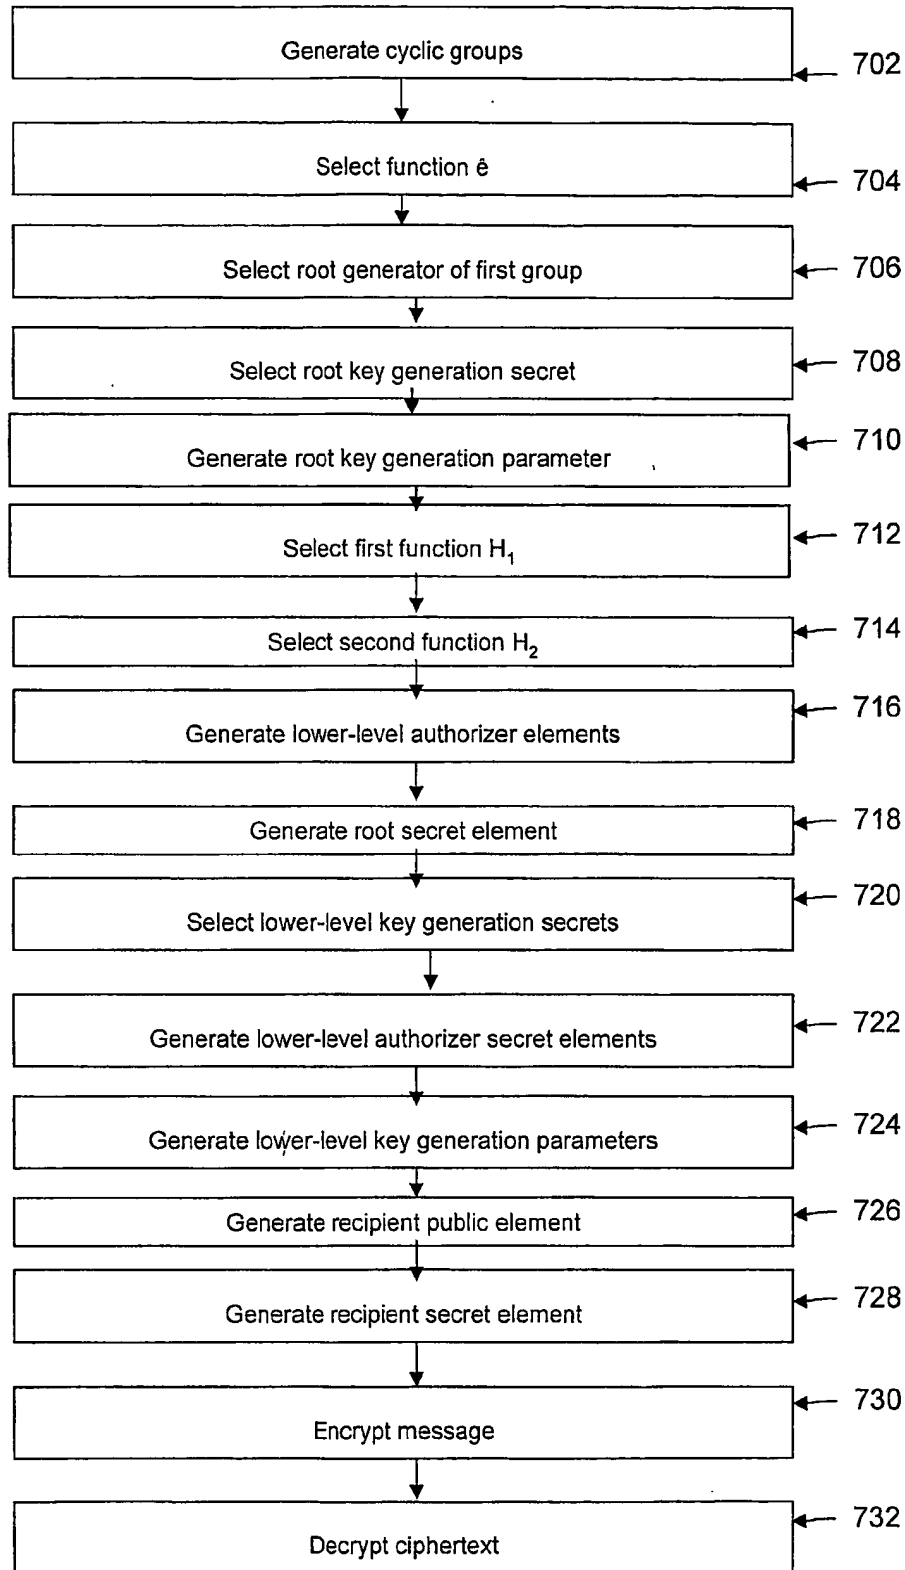 Generate cyclic groups
702
Select function ê
704
Select root generator of first group
706
Select root key generation secret
708
Generate root key generation parameter
710
Select first function H₁
712
Select second function H₂
714
Generate lower-level authorizer elements
716
Generate root secret element
718
Select lower-level key generation secrets
720
Generate lower-level authorizer secret elements
722
Generate lower-level key generation parameters
724
Generate recipient public element
726
Generate recipient secret element
728
Encrypt message
730
Decrypt ciphertext
732